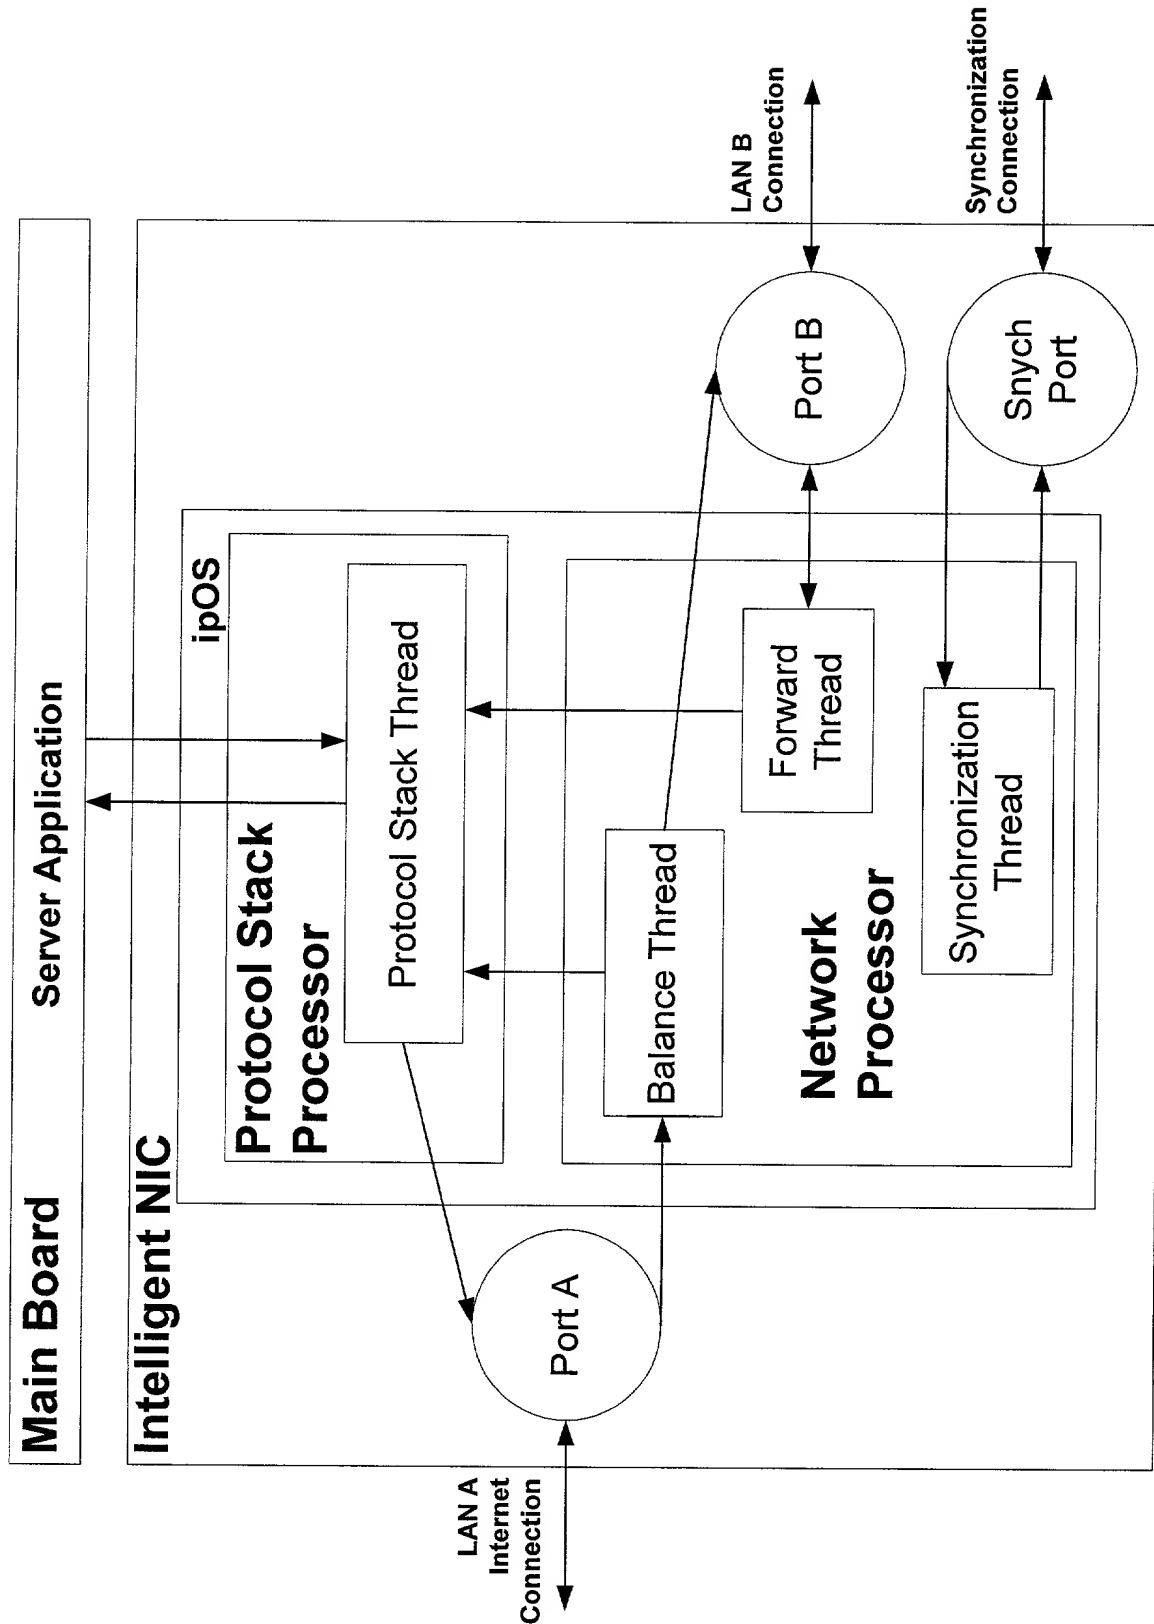 Main Board
Server Application
Intelligent NIC
ipOS
Protocol Stack
Processor
Protocol Stack Thread
LAN A
Internet
Connection
Port A
Balance Thread
Forward
Thread
Network
Processor
Synchronization
Thread
Port B
LAN B
Connection
Snych
Port
Synchronization
Connection